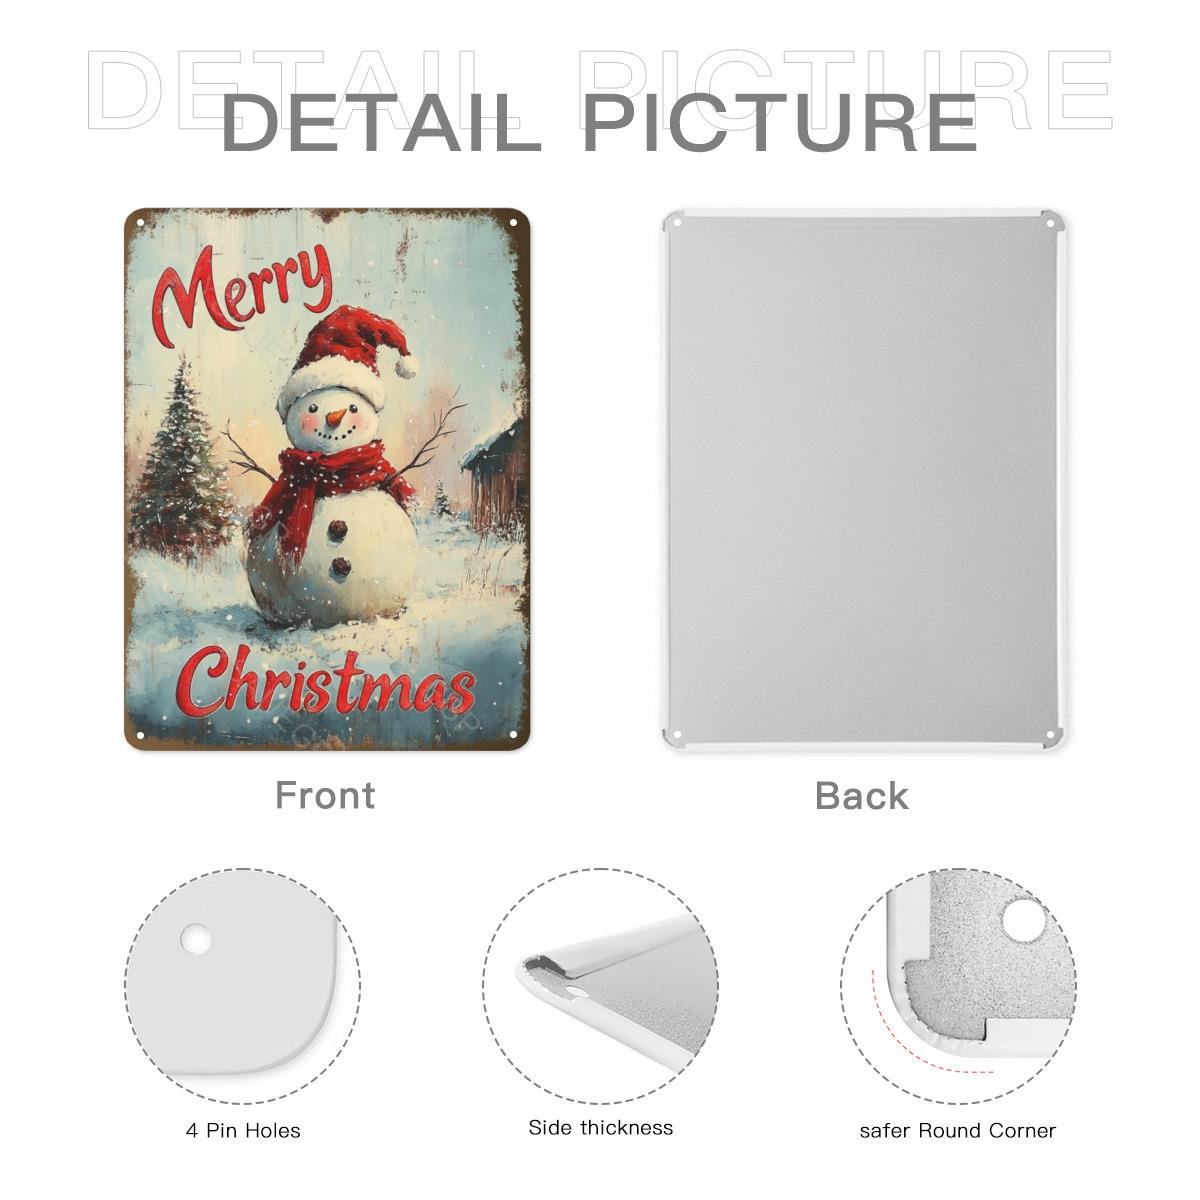 DETAIL PICTURE
DETAIL PICTURE
Merry
Christmas
Front
Back
4 Pin Holes
Side thickness
safer Round Corner